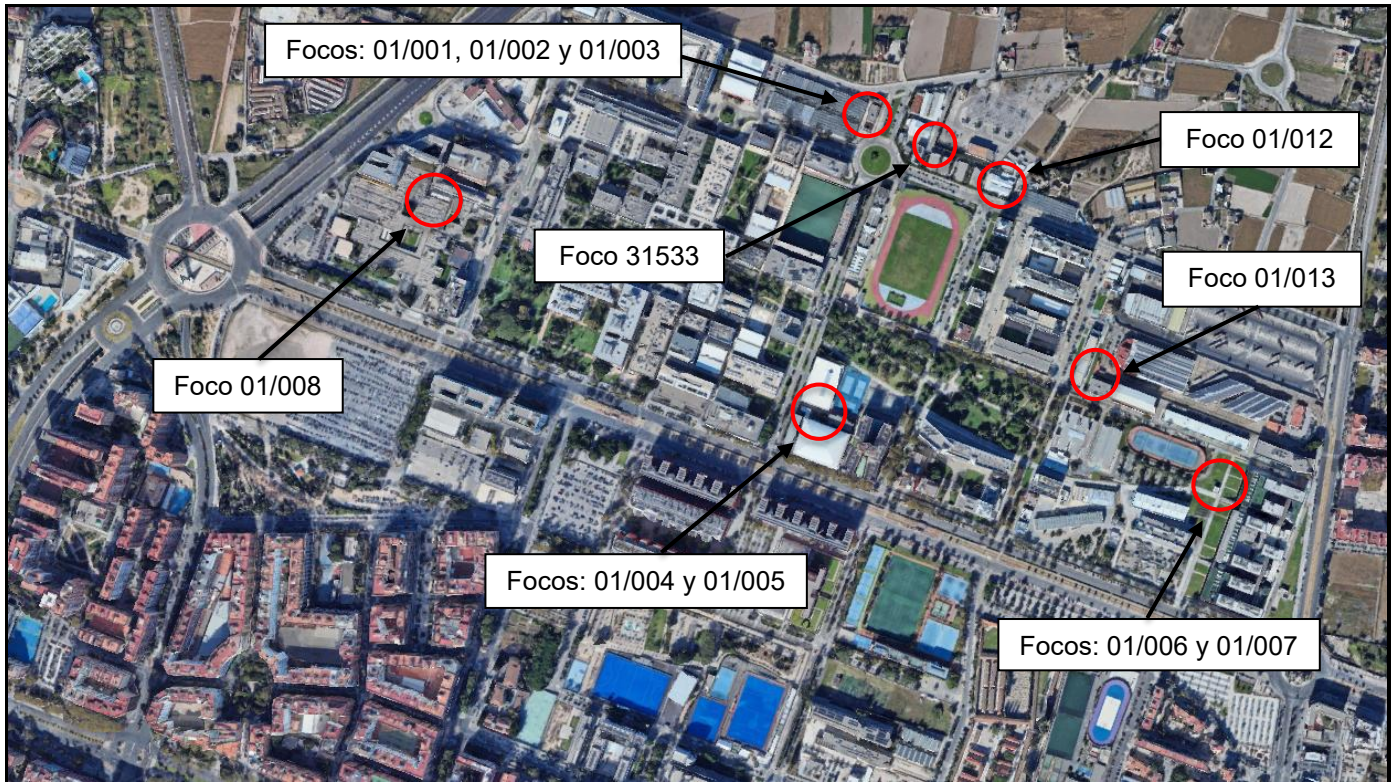 Focos: 01/001, 01/002 y 01/003
Foco 01/012
Foco 31533
Foco 01/013
Foco 01/008
Focos: 01/004 y 01/005
Focos: 01/006 y 01/007